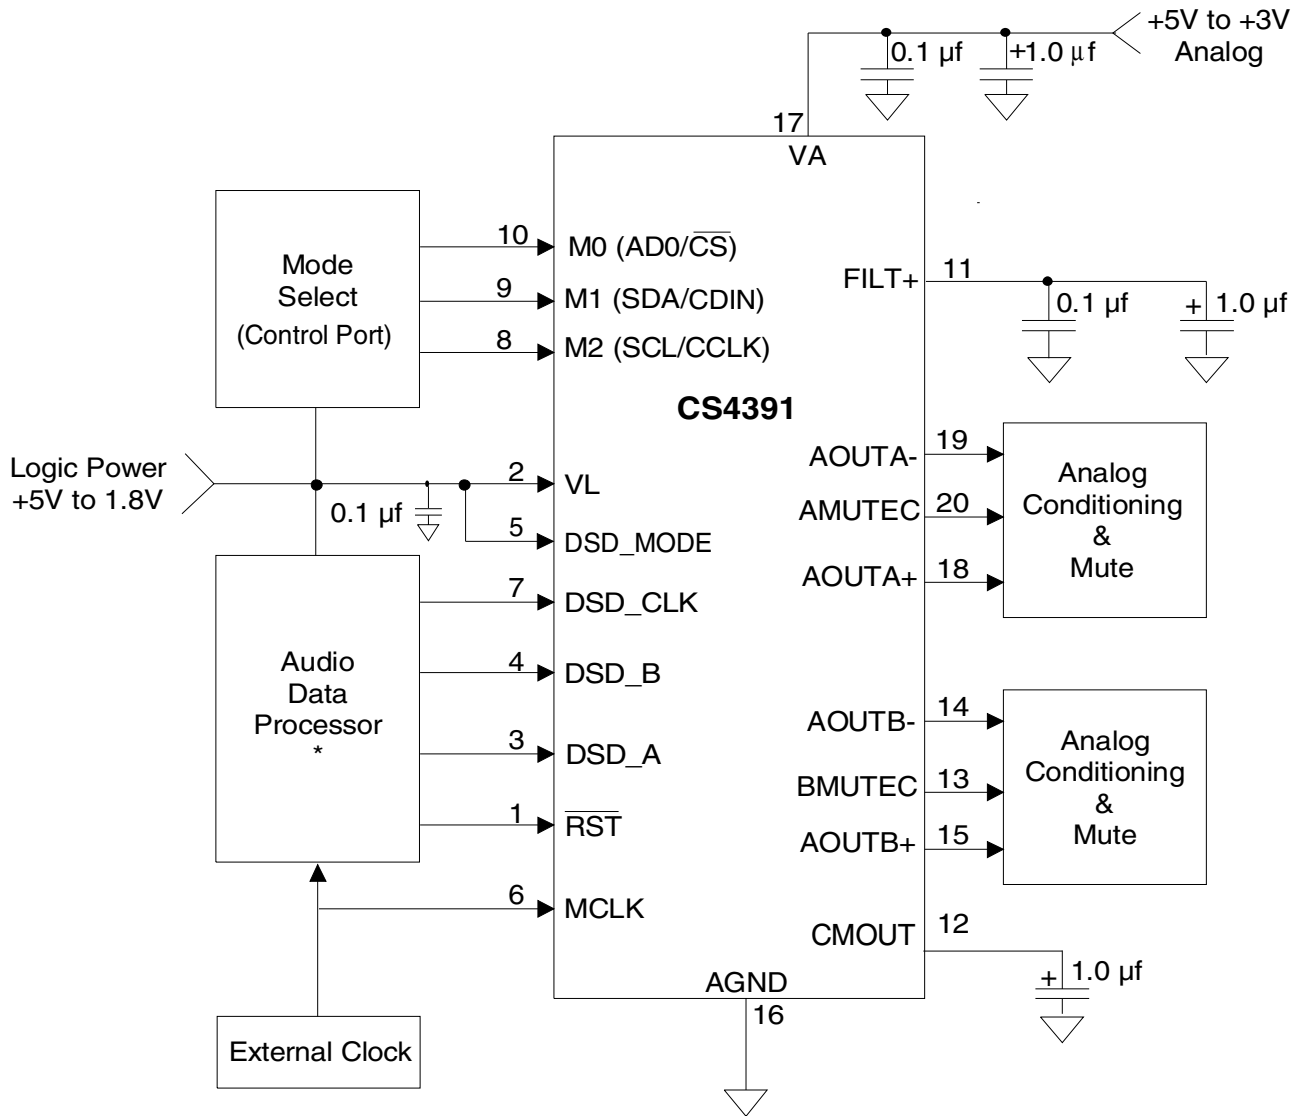 +5V to +3V
Analog
0.1 µf
+
1.0 µf
17
VA
Mode
Select
(Control Port)
10
M0 (AD0/CS)
9
M1 (SDA/CDIN)
8
M2 (SCL/CCLK)
FILT+
11
0.1 µf
+
1.0 µf
CS4391
Logic Power
+5V to 1.8V
0.1 µf
2
VL
5
DSD_MODE
7
DSD_CLK
4
DSD_B
3
DSD_A
1
RST
6
MCLK
Audio
Data
Processor
*
External Clock
AOUTA-
19
AMUTEC
20
AOUTA+
18
Analog
Conditioning
&
Mute
AOUTB-
14
BMUTEC
13
AOUTB+
15
Analog
Conditioning
&
Mute
CMOUT
12
+
1.0 µf
AGND
16